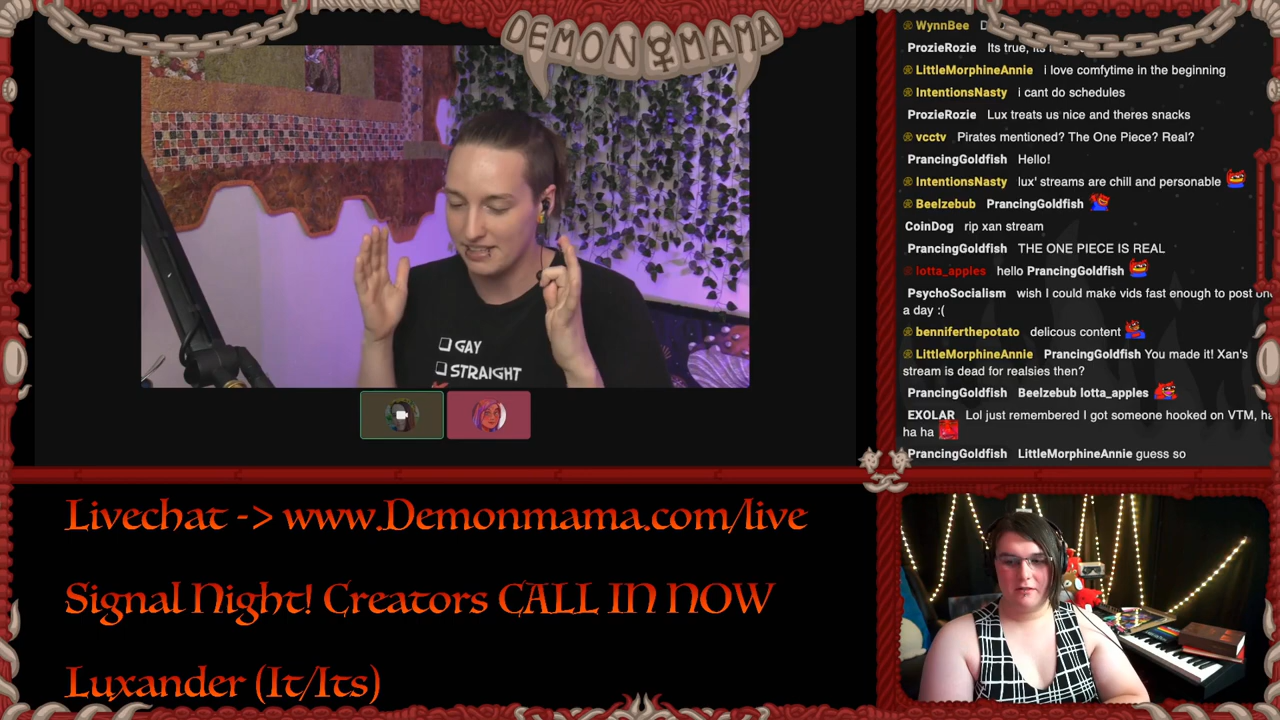 DEMON MAMA
GAY
STRAIGHT
WynnBee
ProzieRozie Its true, its
LittleMorphineAnnie i love comfytime in the beginning
IntentionsNasty i cant do schedules
ProzieRozie Lux treats us nice and theres snacks
vcctv Pirates mentioned? The One Piece? Real?
PrancingGoldfish Hello!
IntentionsNasty lux' streams are chill and personable
Beelzebub PrancingGoldfish
CoinDog rip xan stream
PrancingGoldfish THE ONE PIECE IS REAL
lotta_apples hello PrancingGoldfish
PsychoSocialism wish I could make vids fast enough to post one
a day :(
benniferthepotato delicous content
LittleMorphineAnnie PrancingGoldfish You made it! Xan's
stream is dead for realsies then?
PrancingGoldfish Beelzebub lotta_apples
EXOLAR Lol just remembered I got someone hooked on VTM, ha
ha ha
PrancingGoldfish LittleMorphineAnnie guess so
Livechat -> www.Demonmama.com/live
Signal Night! Creators CALL IN NOW
Luxander (It/Its)